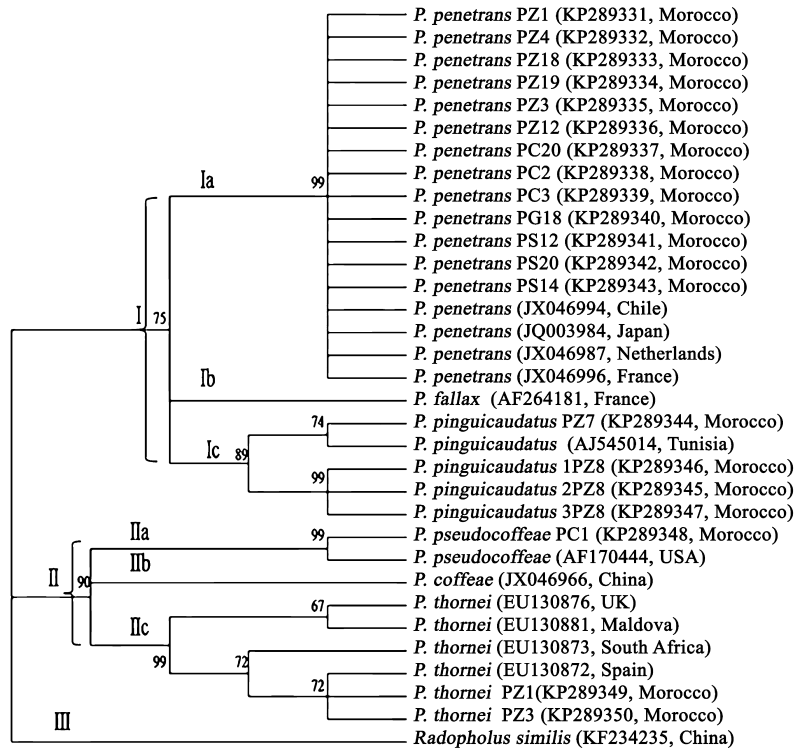 P. penetrans PZ1 (KP289331, Morocco)
P. penetrans PZ4 (KP289332, Morocco)
P. penetrans PZ18 (KP289333, Morocco)
P. penetrans PZ19 (KP289334, Morocco)
P. penetrans PZ3 (KP289335, Morocco)
P. penetrans PZ12 (KP289336, Morocco)
P. penetrans PC20 (KP289337, Morocco)
P. penetrans PC2 (KP289338, Morocco)
Ia
99
P. penetrans PC3 (KP289339, Morocco)
P. penetrans PG18 (KP289340, Morocco)
P. penetrans PS12 (KP289341, Morocco)
P. penetrans PS20 (KP289342, Morocco)
P. penetrans PS14 (KP289343, Morocco)
P. penetrans (JX046994, Chile)
I
75
P. penetrans (JQ003984, Japan)
P. penetrans (JX046987, Netherlands)
P. penetrans (JX046996, France)
Ib
P. fallax (AF264181, France)
P. pinguicaudatus PZ7 (KP289344, Morocco)
74
P. pinguicaudatus (AJ545014, Tunisia)
Ic
89
P. pinguicaudatus 1PZ8 (KP289346, Morocco)
99
P. pinguicaudatus 2PZ8 (KP289345, Morocco)
P. pinguicaudatus 3PZ8 (KP289347, Morocco)
IIa
99
P. pseudocoffeae PC1 (KP289348, Morocco)
P. pseudocoffeae (AF170444, USA)
IIb
II
90
P. coffeae (JX046966, China)
P. thornei (EU130876, UK)
67
P. thornei (EU130881, Maldova)
IIc
99
P. thornei (EU130873, South Africa)
72
P. thornei (EU130872, Spain)
72
P. thornei PZ1(KP289349, Morocco)
P. thornei PZ3 (KP289350, Morocco)
III
Radopholus similis (KF234235, China)